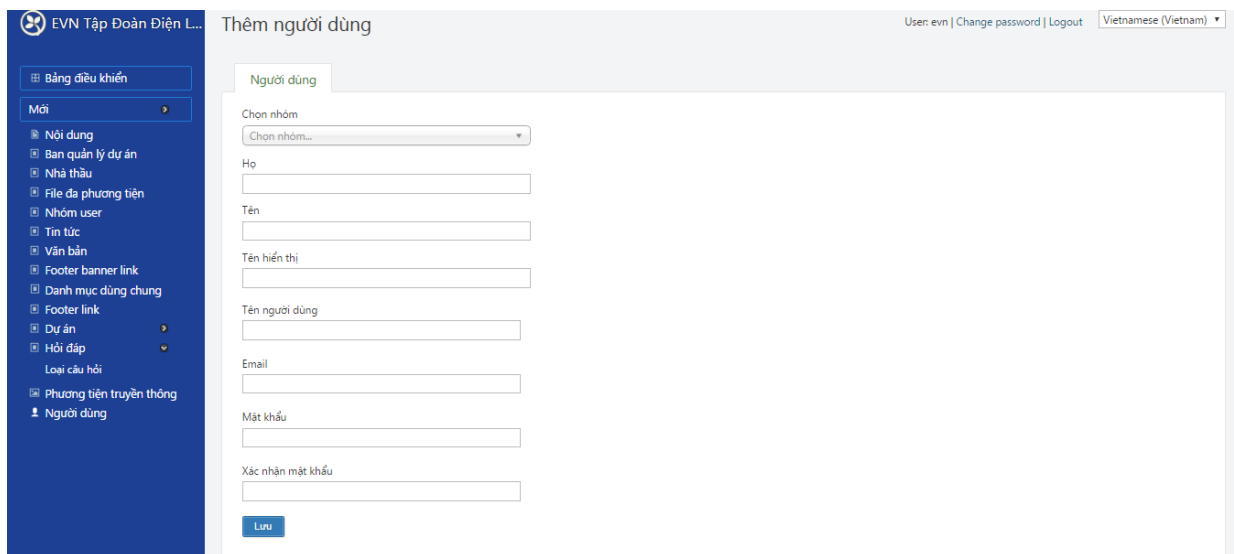 EVN Tập Đoàn Điện L...
Thêm người dùng
User: evn | Change password | Logout
Vietnamese (Vietnam)
Bảng điều khiển
Mới
Nội dung
Ban quản lý dự án
Nhà thầu
File đa phương tiện
Nhóm user
Tin tức
Văn bản
Footer banner link
Danh mục dùng chung
Footer link
Dự án
Hỏi đáp
Loại câu hỏi
Phương tiện truyền thông
Người dùng
Người dùng
Chọn nhóm
Chọn nhóm...
Họ
Tên
Tên hiển thị
Tên người dùng
Email
Mật khẩu
Xác nhận mật khẩu
Lưu